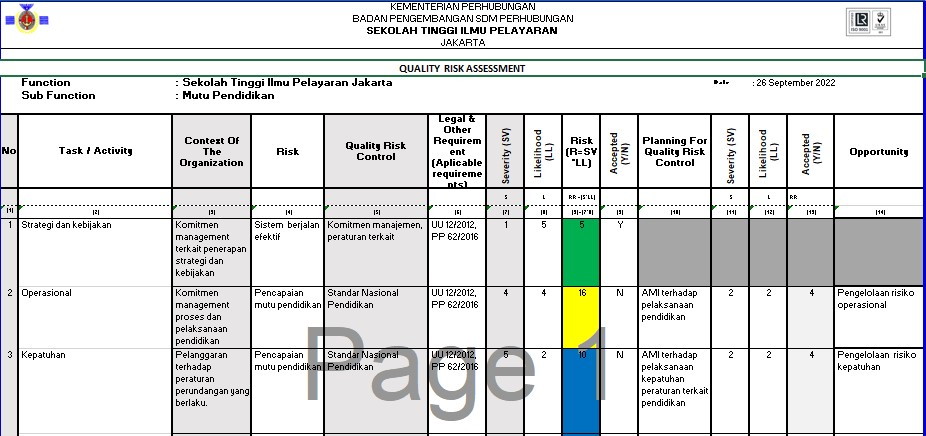 KEMENTERIAN PERHUBUNGAN
BADAN PENGEMBANGAN SDM PERHUBUNGAN
SEKOLAH TINGGI ILMU PELAYARAN
JAKARTA
QUALITY RISK ASSESSMENT
Function : Sekolah Tinggi Ilmu Pelayaran Jakarta : 26 September 2022
Sub Function : Mutu Pendidikan
No
Task / Activity
Context Of
The
Organization
Risk
Quality Risk
Control
Legal &
Other
Requirem
ent
(Aplicable
requireme
nts)
Severity (SV)
Likelihood
(LL)
Risk
(R=SV
*LL)
Accepted
(Y/N)
Planning For
Quality Risk
Control
Severity (SV)
Likelihood
(LL)
Accepted
(Y/N)
Opportunity
S L RR =(S*LL) S L RR
(1) (2) (3) (4) (5) (6) (7) (8) (9)=(7*8) (9) (10) (11) (12) (13) (14)
1 Strategi dan kebijakan
Komitmen
management
terkait penerapan
strategi dan
kebijakan
Sistem berjalan
efektif
Komitmen manajemen,
peraturan terkait
UU 12/2012,
PP 62/2016
1 5 5 Y
2 Operasional
Komitmen
management
proses dan
pelaksanaan
pendidikan
Pencapaian
mutu pendidikan
Standar Nasional
Pendidikan
UU 12/2012,
PP 62/2016
4 4 16 N
AMI terhadap
pelaksanaan
pendidikan
2 2 4
Pengelolaan risiko
operasional
3 Kepatuhan
Pelanggaran
terhadap
peraturan
perundangan yang
berlaku.
Pencapaian
mutu pendidikan
Standar Nasional
Pendidikan
UU 12/2012,
PP 62/2016
5 2 10 N
AMI terhadap
pelaksanaan
kepatuhan
peraturan terkait
pendidikan
2 2 4
Pengelolaan risiko
kepatuhan
Page 1